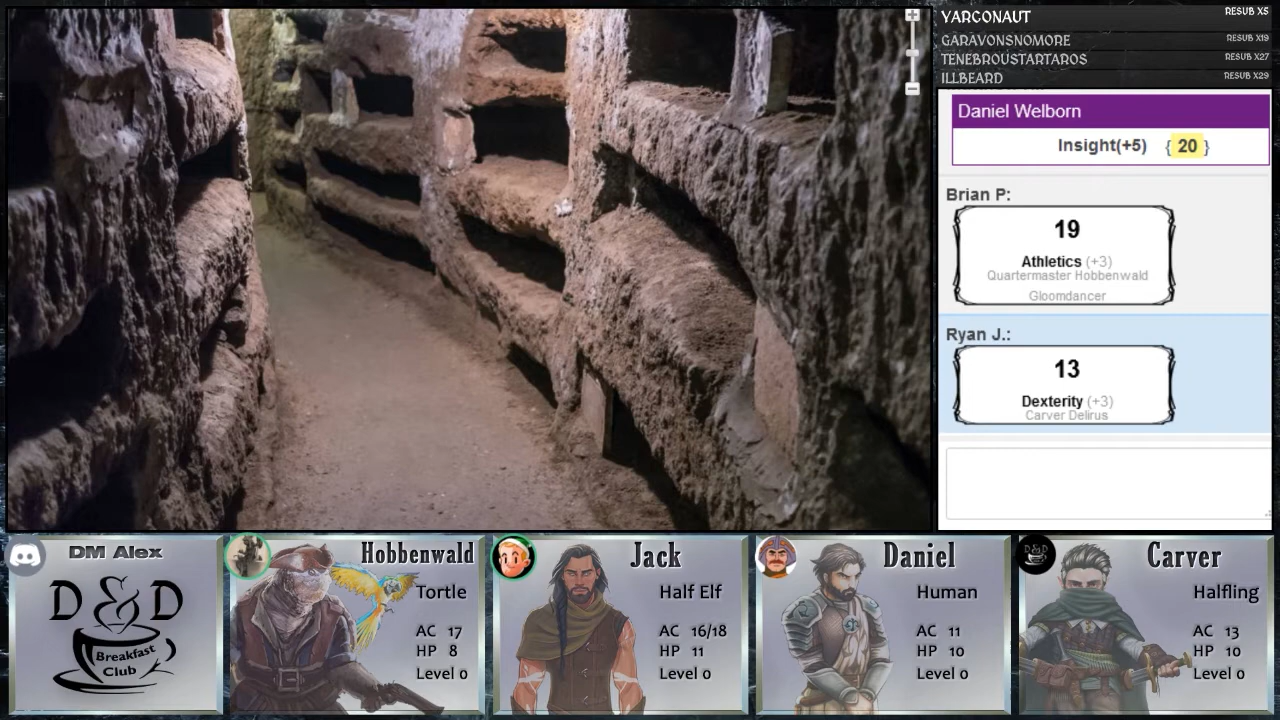 YARCONAUT RESUB X5
GARAVONSNOMORE RESUB X19
TENEBROUSTARTAROS RESUB X27
ILLBEARD RESUB X29
Daniel Welborn
Insight(+5) { 20 }
Brian P:
19
Athletics (+3)
Quartermaster Hobbenwald
Gloomdancer
Ryan J.:
13
Dexterity (+3)
Carver Delirus
DM Alex
D & D
Breakfast
Club
Hobbenwald
Tortle
AC 17
HP 8
Level 0
Jack
Half Elf
AC 16/18
HP 11
Level 0
Daniel
Human
AC 11
HP 10
Level 0
D&D
Carver
Halfling
AC 13
HP 10
Level 0